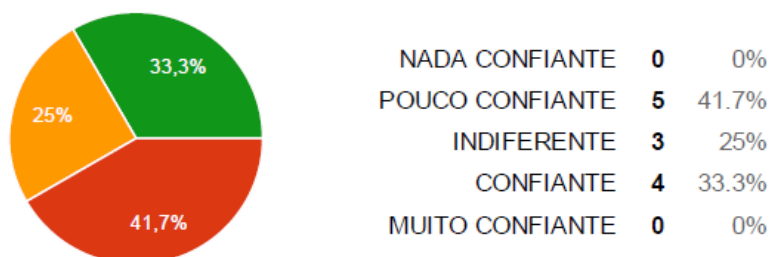 33,3%
25%
41,7%
NADA CONFIANTE 0 0%
POUCO CONFIANTE 5 41.7%
INDIFERENTE 3 25%
CONFIANTE 4 33.3%
MUITO CONFIANTE 0 0%